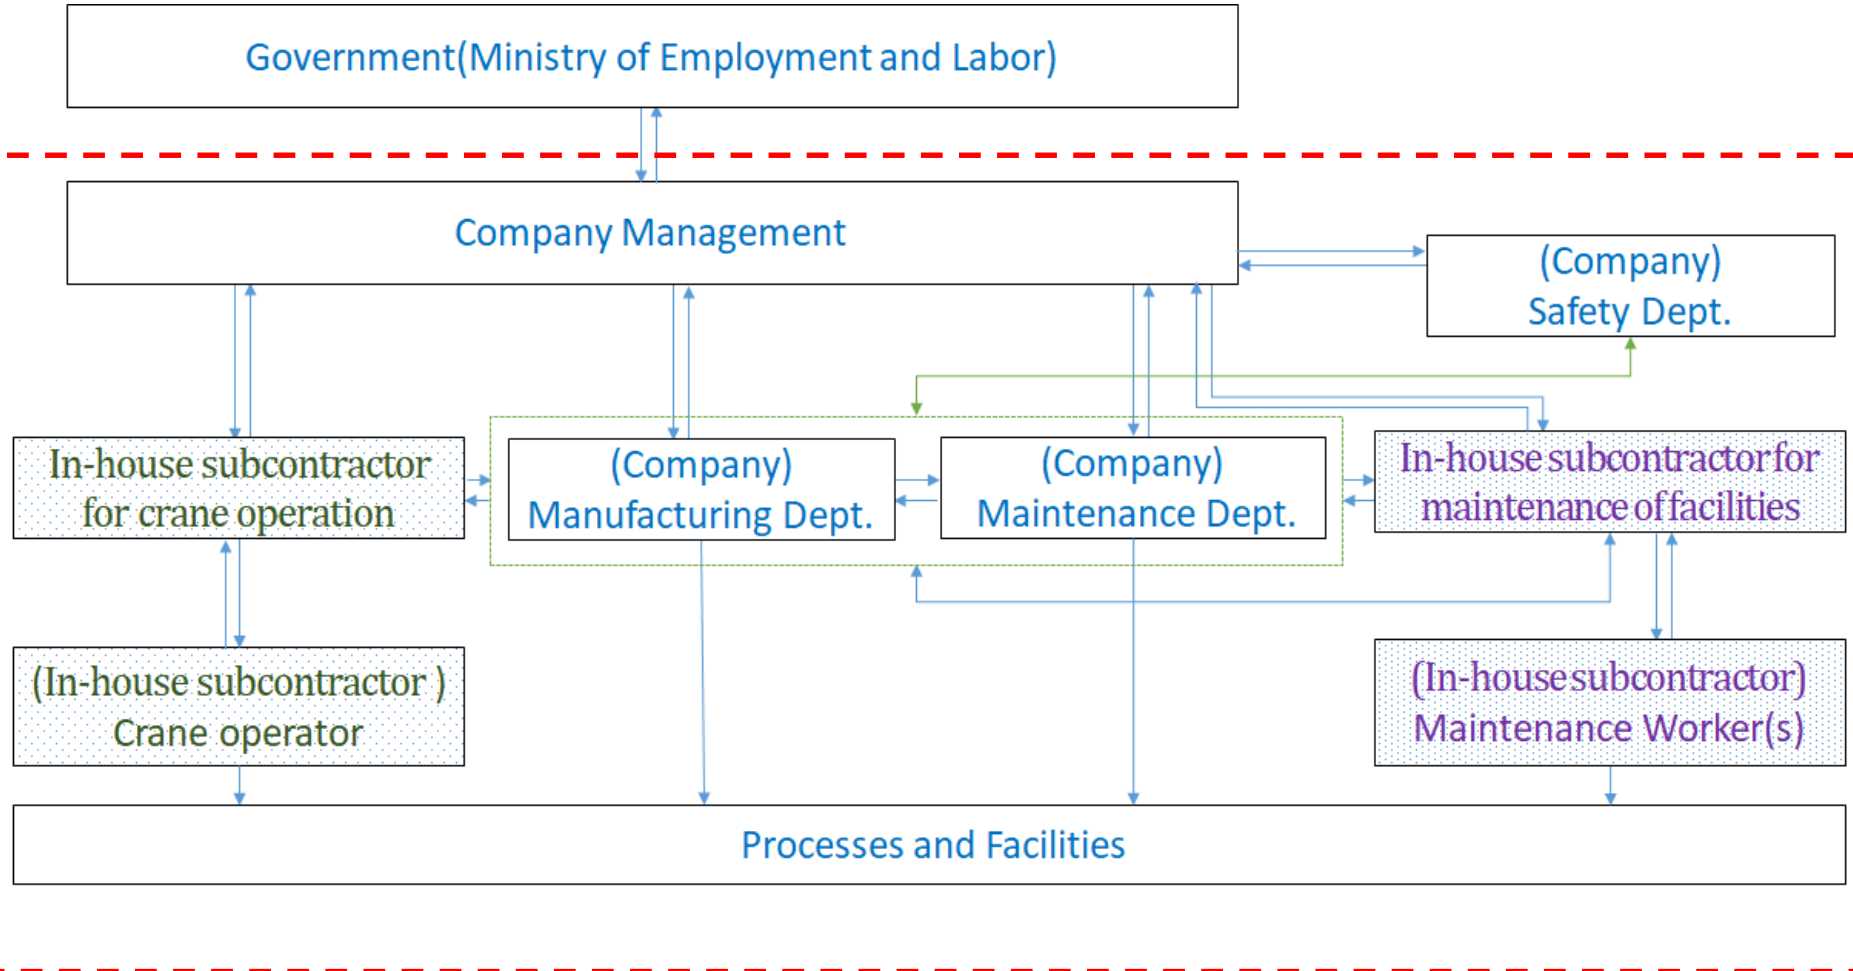 Government(Ministry of Employment and Labor)
Company Management
(Company)
Safety Dept.
In-house subcontractor
for crane operation
(Company)
Manufacturing Dept.
(Company)
Maintenance Dept.
In-house subcontractor for
maintenance of facilities
(In-house subcontractor )
Crane operator
(In-house subcontractor)
Maintenance Worker(s)
Processes and Facilities